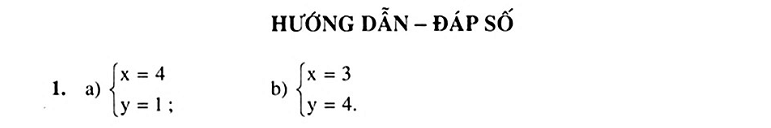 HƯỚNG DẪN – ĐÁP SỐ
1. a) { x = 4
y = 1 ;
b) { x = 3
y = 4.